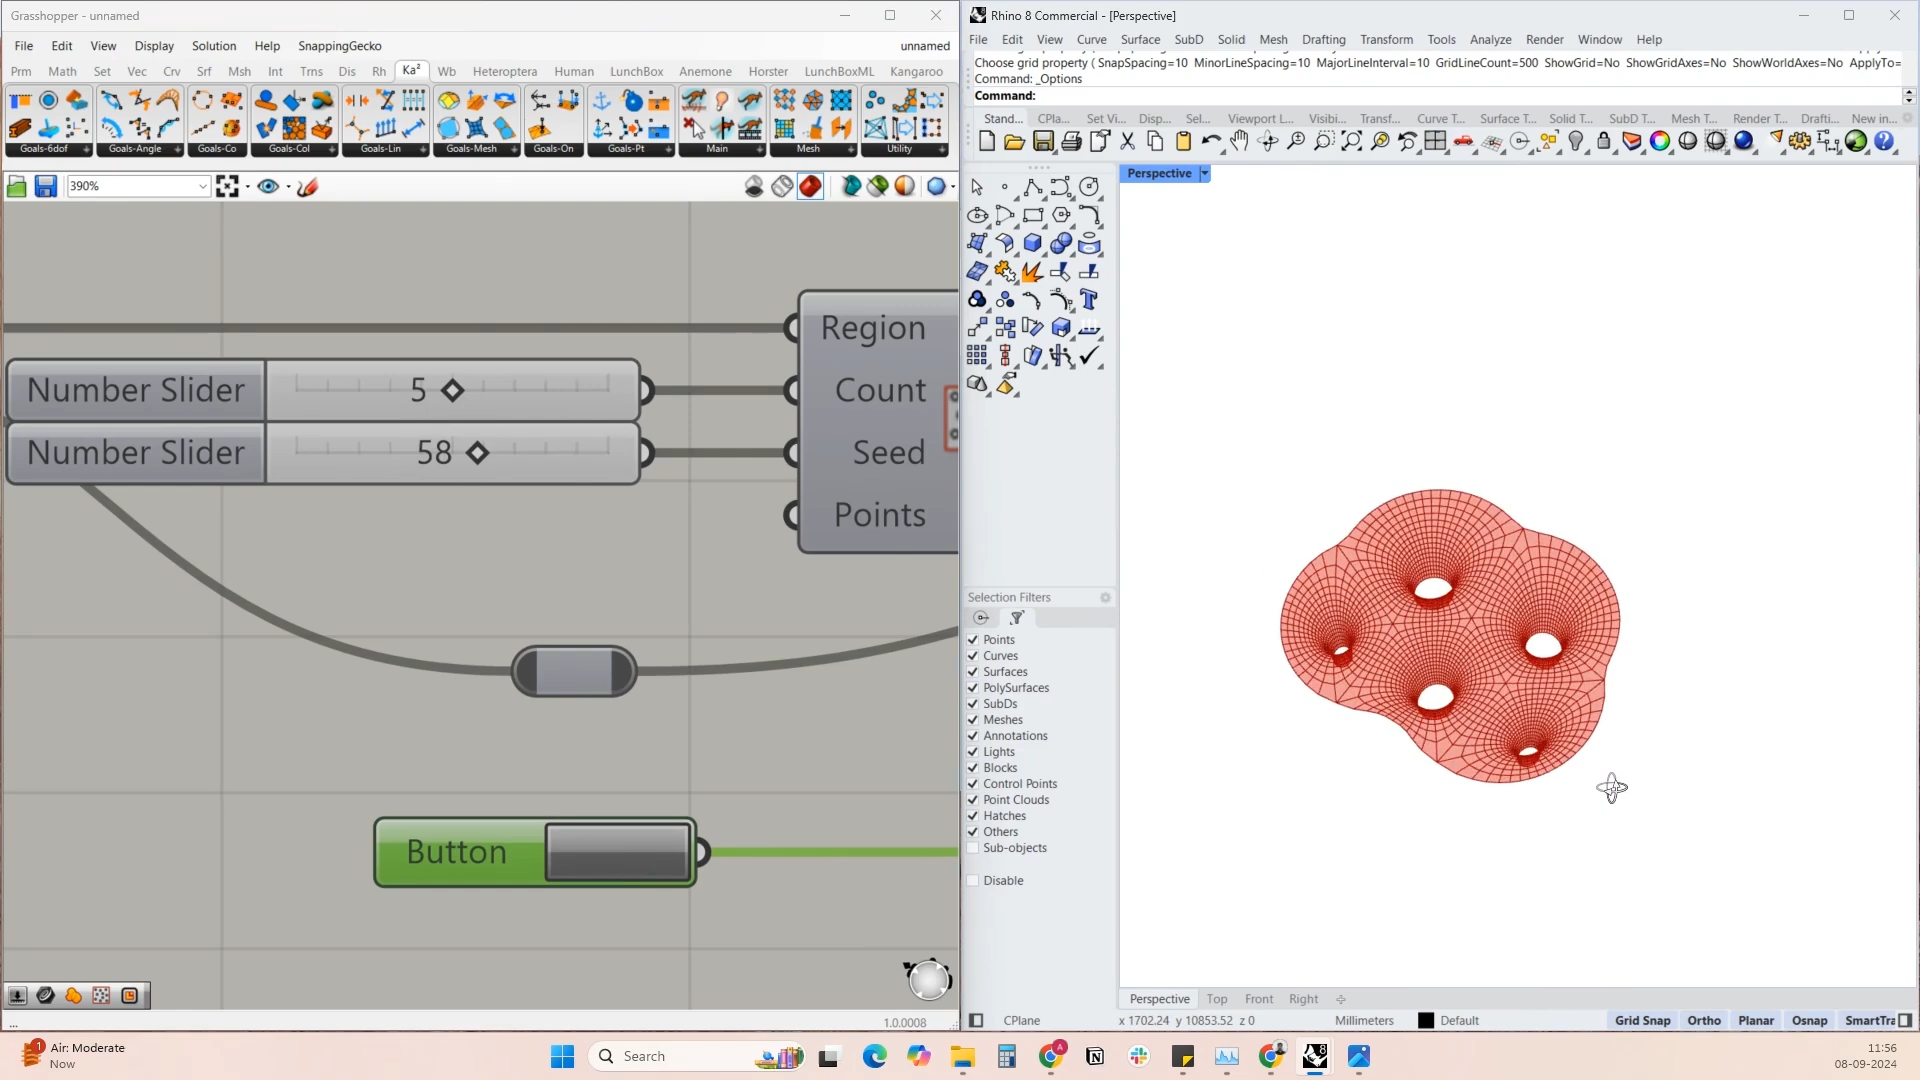 Grasshopper - unnamed
File Edit View Display Solution Help SnappingGecko unnamed
Prm Math Set Vec Crv Srf Msh Int Trns Dis Rh Ka² Wb Heteroptera Human LunchBox Anemone Horster LunchBoxML Kangaroo
Goals-6dof Goals-Angle Goals-Co Goals-Col Goals-Lin Goals-Mesh Goals-On Goals-Pt Main Mesh Utility
390%
Region
Number Slider 5 Count
Number Slider 58 Seed
Points
Button
... 1.0.0008
Rhino 8 Commercial - [Perspective]
File Edit View Curve Surface SubD Solid Mesh Drafting Transform Tools Analyze Render Window Help
Choose grid property ( SnapSpacing=10 MinorLineSpacing=10 MajorLineInterval=10 GridLineCount=500 ShowGrid=No ShowGridAxes=No ShowWorldAxes=No ApplyTo=
Command: _Options
Command:
Stand... CPla... Set Vi... Disp... Sel... Viewport L... Visibi... Transf... Curve T... Surface T... Solid T... SubD T... Mesh T... Render T... Drafti... New in...
Perspective
Selection Filters
Points
Curves
Surfaces
PolySurfaces
SubDs
Meshes
Annotations
Lights
Blocks
Control Points
Point Clouds
Hatches
Others
Sub-objects
Disable
Perspective Top Front Right
CPlane x 1702.24 y 10853.52 z 0 Millimeters Default Grid Snap Ortho Planar Osnap SmartTra
1 Air: Moderate
Now
Search
A
8
11:56
08-09-2024